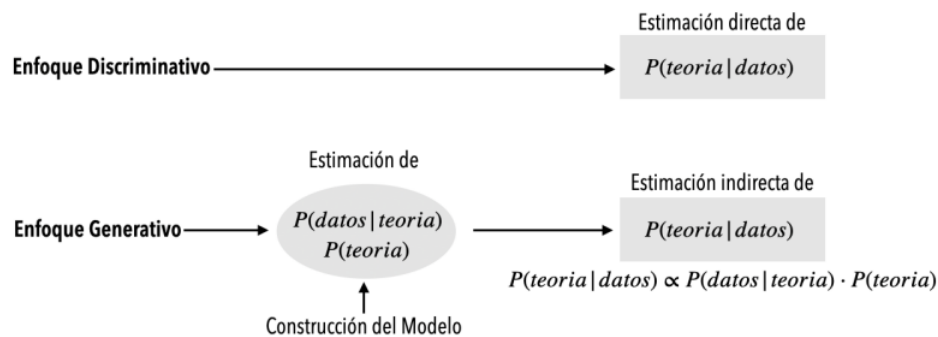 Estimación directa de
Enfoque Discriminativo
P(teoria | datos)
Estimación de
Estimación indirecta de
Enfoque Generativo
P(datos | teoria)
P(teoria)
P(teoria | datos)
P(teoria | datos) ∝ P(datos | teoria) · P(teoria)
Construcción del Modelo